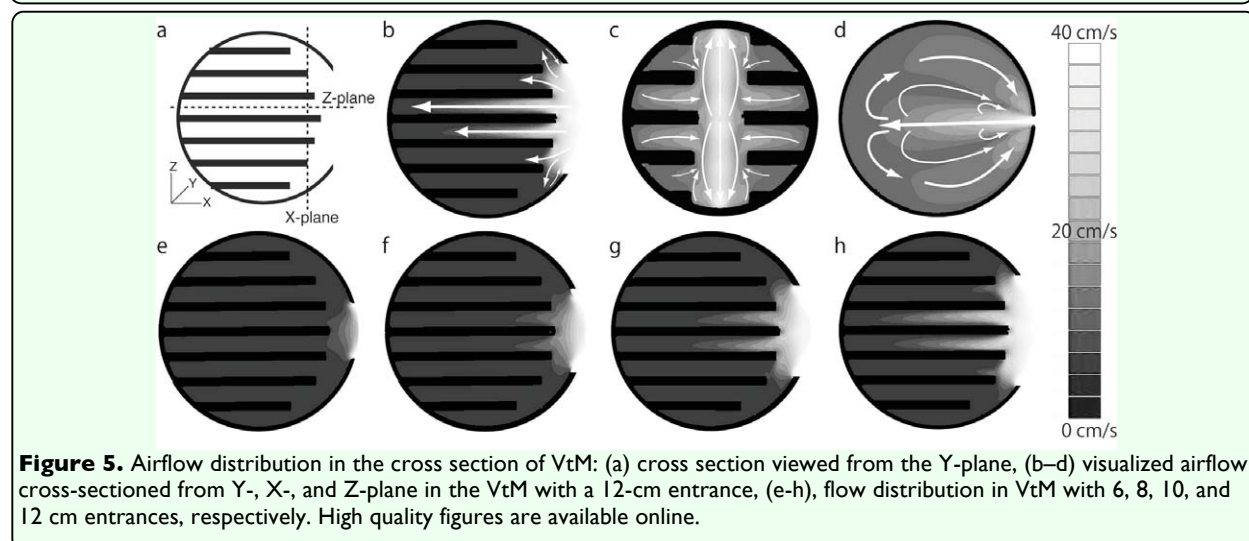 a b c d 40 cm/s
Z-plane
Z
Y
X
X-plane
20 cm/s
e f g h
0 cm/s
Figure 5. Airflow distribution in the cross section of VtM: (a) cross section viewed from the Y-plane, (b–d) visualized airflow
cross-sectioned from Y-, X-, and Z-plane in the VtM with a 12-cm entrance, (e-h), flow distribution in VtM with 6, 8, 10, and
12 cm entrances, respectively. High quality figures are available online.